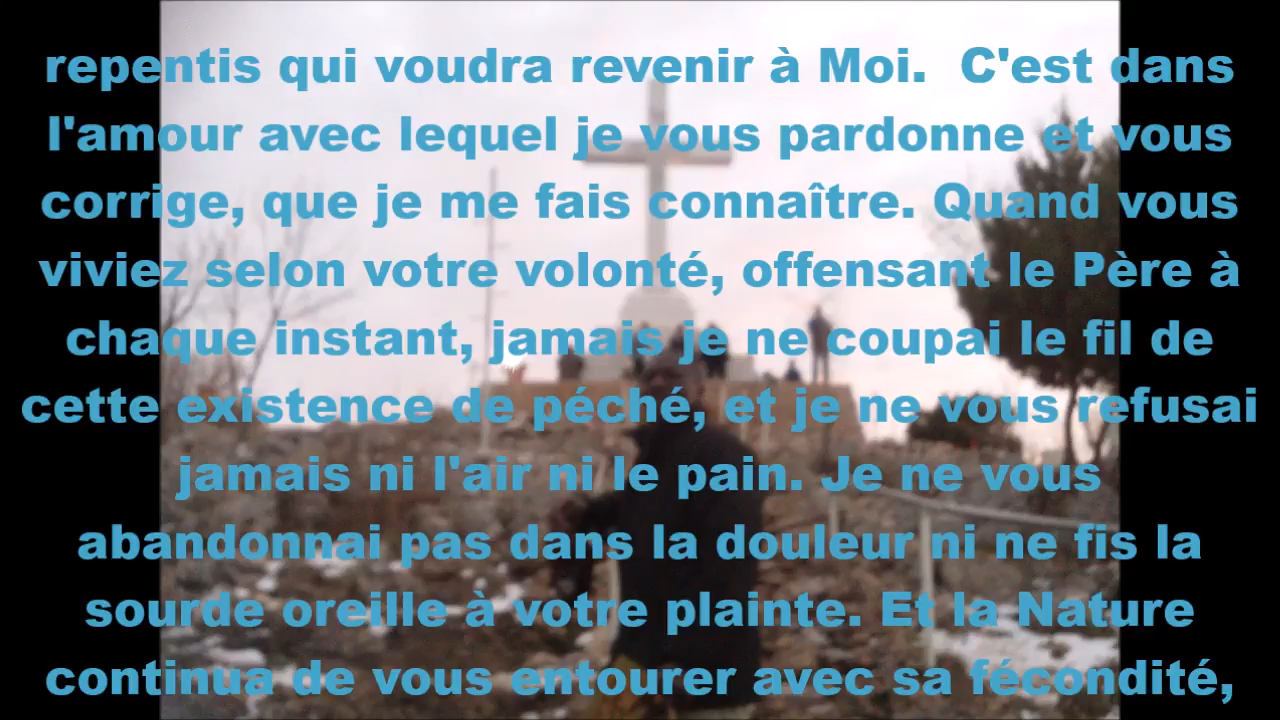 repentis qui voudra revenir à Moi.  C'est dans
l'amour avec lequel je vous pardonne et vous
corrige, que je me fais connaître. Quand vous
viviez selon votre volonté, offensant le Père à
chaque instant, jamais je ne coupai le fil de
cette existence de péché, et je ne vous refusai
jamais ni l'air ni le pain. Je ne vous
abandonnai pas dans la douleur ni ne fis la
sourde oreille à votre plainte. Et la Nature
continua de vous entourer avec sa fécondité,